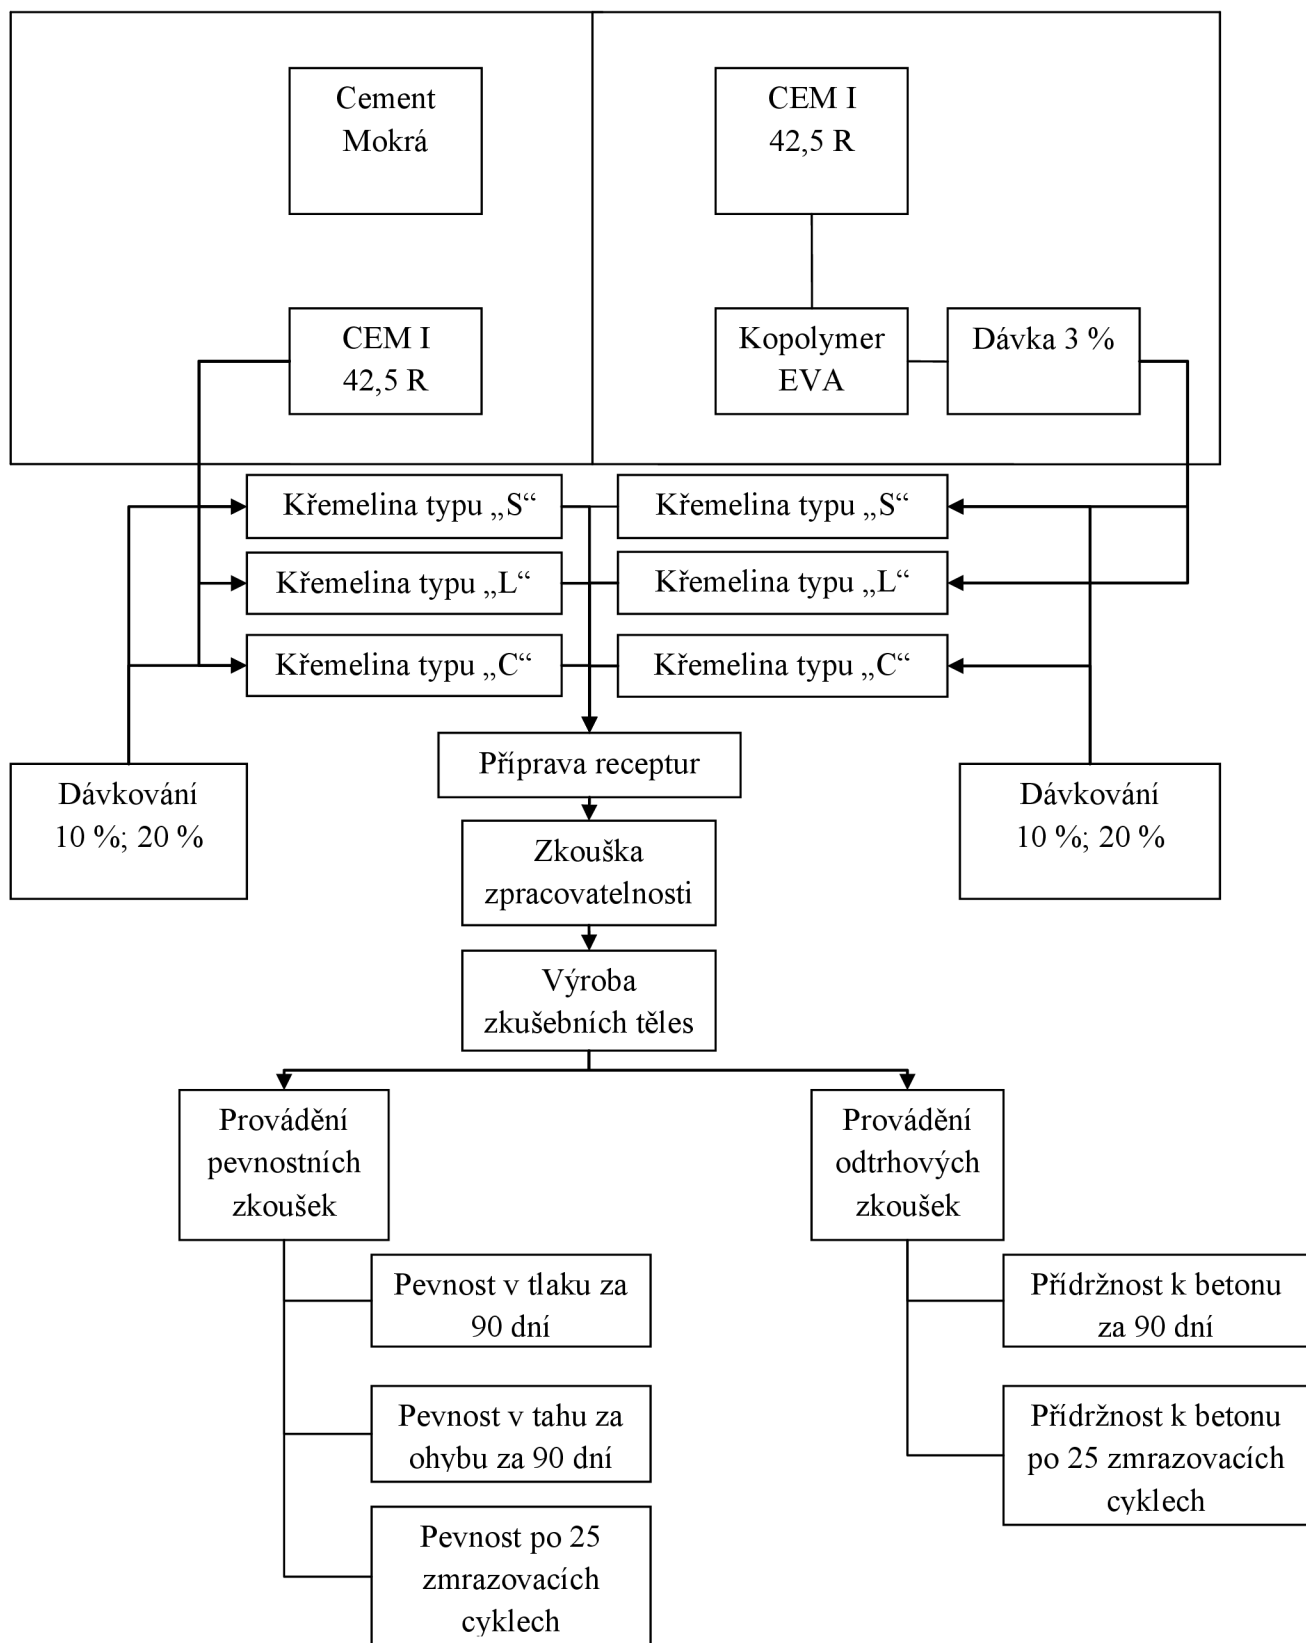 Cement
Mokrá
CEM I
42,5 R
CEM I
42,5 R
Kopolymer
EVA
Dávka 3 %
Křemelina typu „S“
Křemelina typu „S“
Křemelina typu „L“
Křemelina typu „L“
Křemelina typu „C“
Křemelina typu „C“
Příprava receptur
Dávkování
10 %; 20 %
Dávkování
10 %; 20 %
Zkouška
zpracovatelnosti
Výroba
zkušebních těles
Provádění
pevnostních
zkoušek
Provádění
odtrhových
zkoušek
Pevnost v tlaku za
90 dní
Přídržnost k betonu
za 90 dní
Pevnost v tahu za
ohybu za 90 dní
Přídržnost k betonu
po 25 zmrazovacích
cyklech
Pevnost po 25
zmrazovacích
cyklech